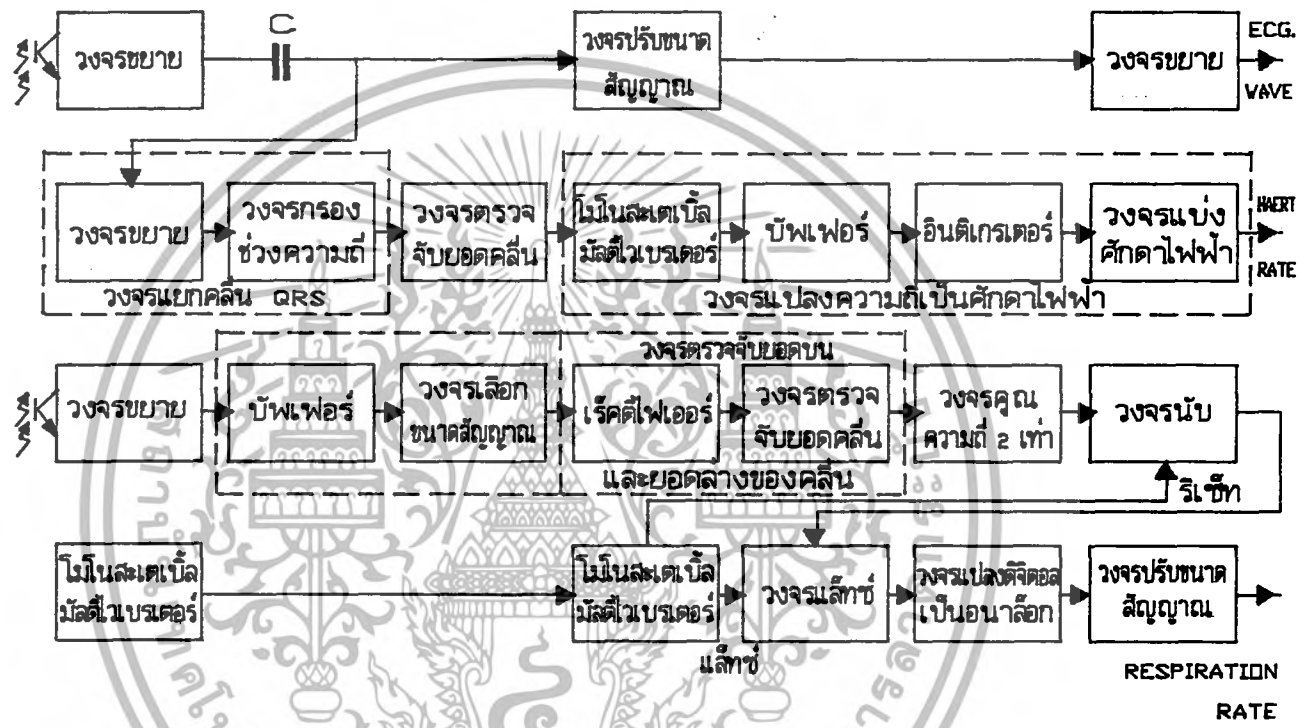 วงจรขยาย
C
วงจรปรับขนาด
สัญญาณ
วงจรขยาย
ECG.
WAVE
วงจรขยาย
วงจรกรอง
ช่วงความถี่
วงจรแยกคลื่น QRS
วงจรตรวจ
จับยอดคลื่น
โมโนสะเตเบิ้ล
มัลติไวเบรเตอร์
บัพเฟอร์
อินติเกรเตอร์
วงจรแบ่ง
ศักดาไฟฟ้า
วงจรแปลงความถี่เป็นศักดาไฟฟ้า
HAERT
RATE
วงจรขยาย
บัพเฟอร์
วงจรเลือก
ขนาดสัญญาณ
วงจรตรวจจับยอดบน
เร็คติไฟเออร์
วงจรตรวจ
จับยอดคลื่น
และยอดล่างของคลื่น
วงจรคูณ
ความถี่ 2 เท่า
วงจรนับ
รีเซ็ท
โมโนสะเตเบิ้ล
มัลติไวเบรเตอร์
โมโนสะเตเบิ้ล
มัลติไวเบรเตอร์
แล็ทช์
วงจรแล็ทช์
วงจรแปลงดิจิตอล
เป็นอนาล็อก
วงจรปรับขนาด
สัญญาณ
RESPIRATION
RATE